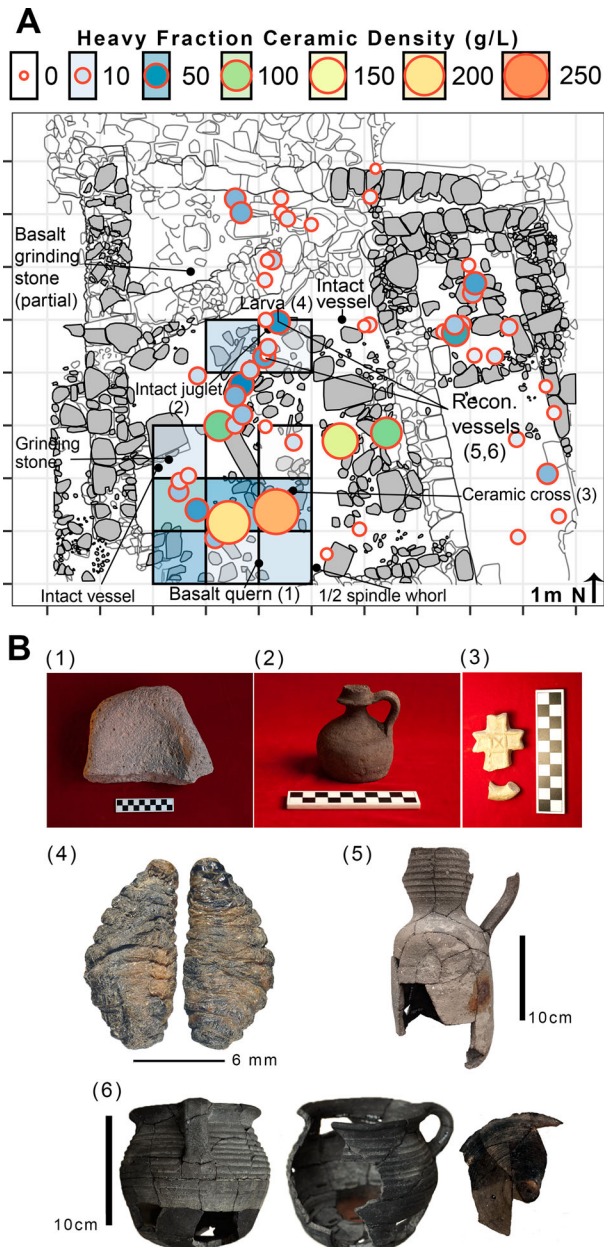 A
Heavy Fraction Ceramic Density (g/L)
0 10 50 100 150 200 250
Basalt
grinding
stone
(partial)
Intact
vessel
Larva (4)
Intact juglet
(2)
Recon.
vessels
(5,6)
Grinding
stone
Ceramic cross (3)
Intact vessel
Basalt quern (1)
1/2 spindle whorl
1m N
B
(1)
(2)
(3)
(4)
6 mm
(5)
10cm
(6)
10cm